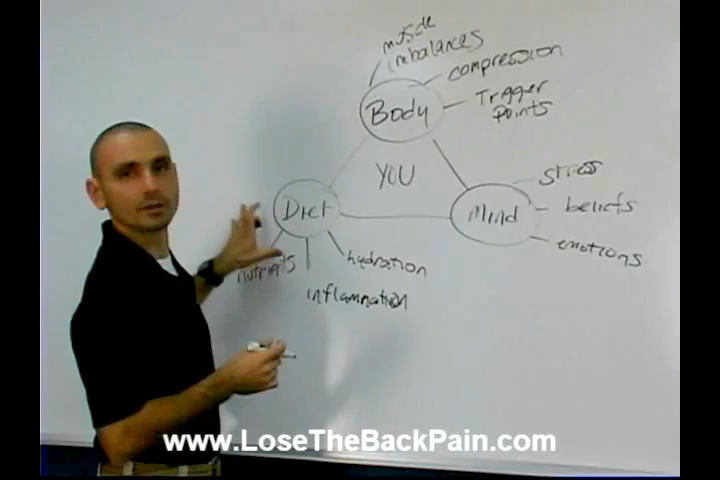 muscle
imbalances
compression
Body
Trigger
Points
YOU
stress
Diet
Mind
beliefs
emotions
nutrients
hydration
inflammation
www.LoseTheBackPain.com